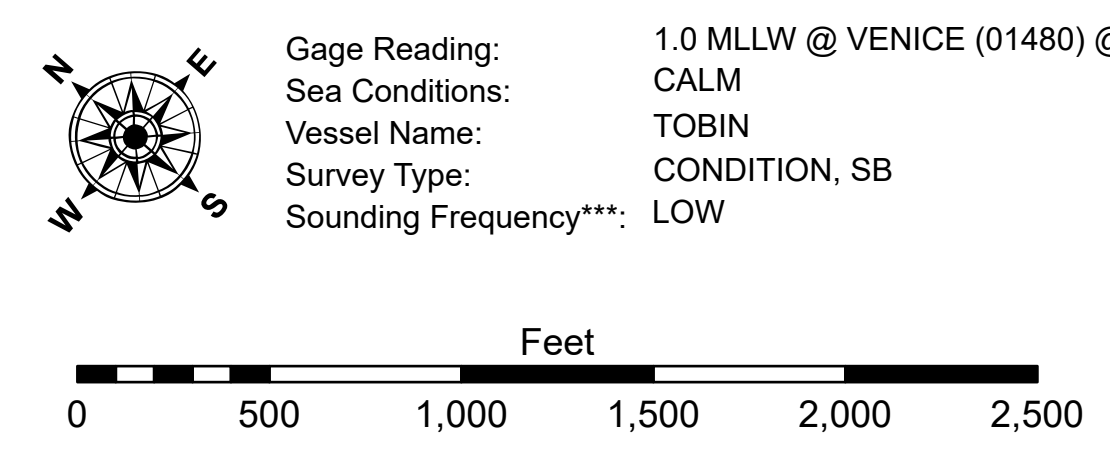 N
E
W
S
Gage Reading: 1.0 MLLW @ VENICE (01480) @
Sea Conditions: CALM
Vessel Name: TOBIN
Survey Type: CONDITION, SB
Sounding Frequency***: LOW
Feet
0 500 1,000 1,500 2,000 2,500